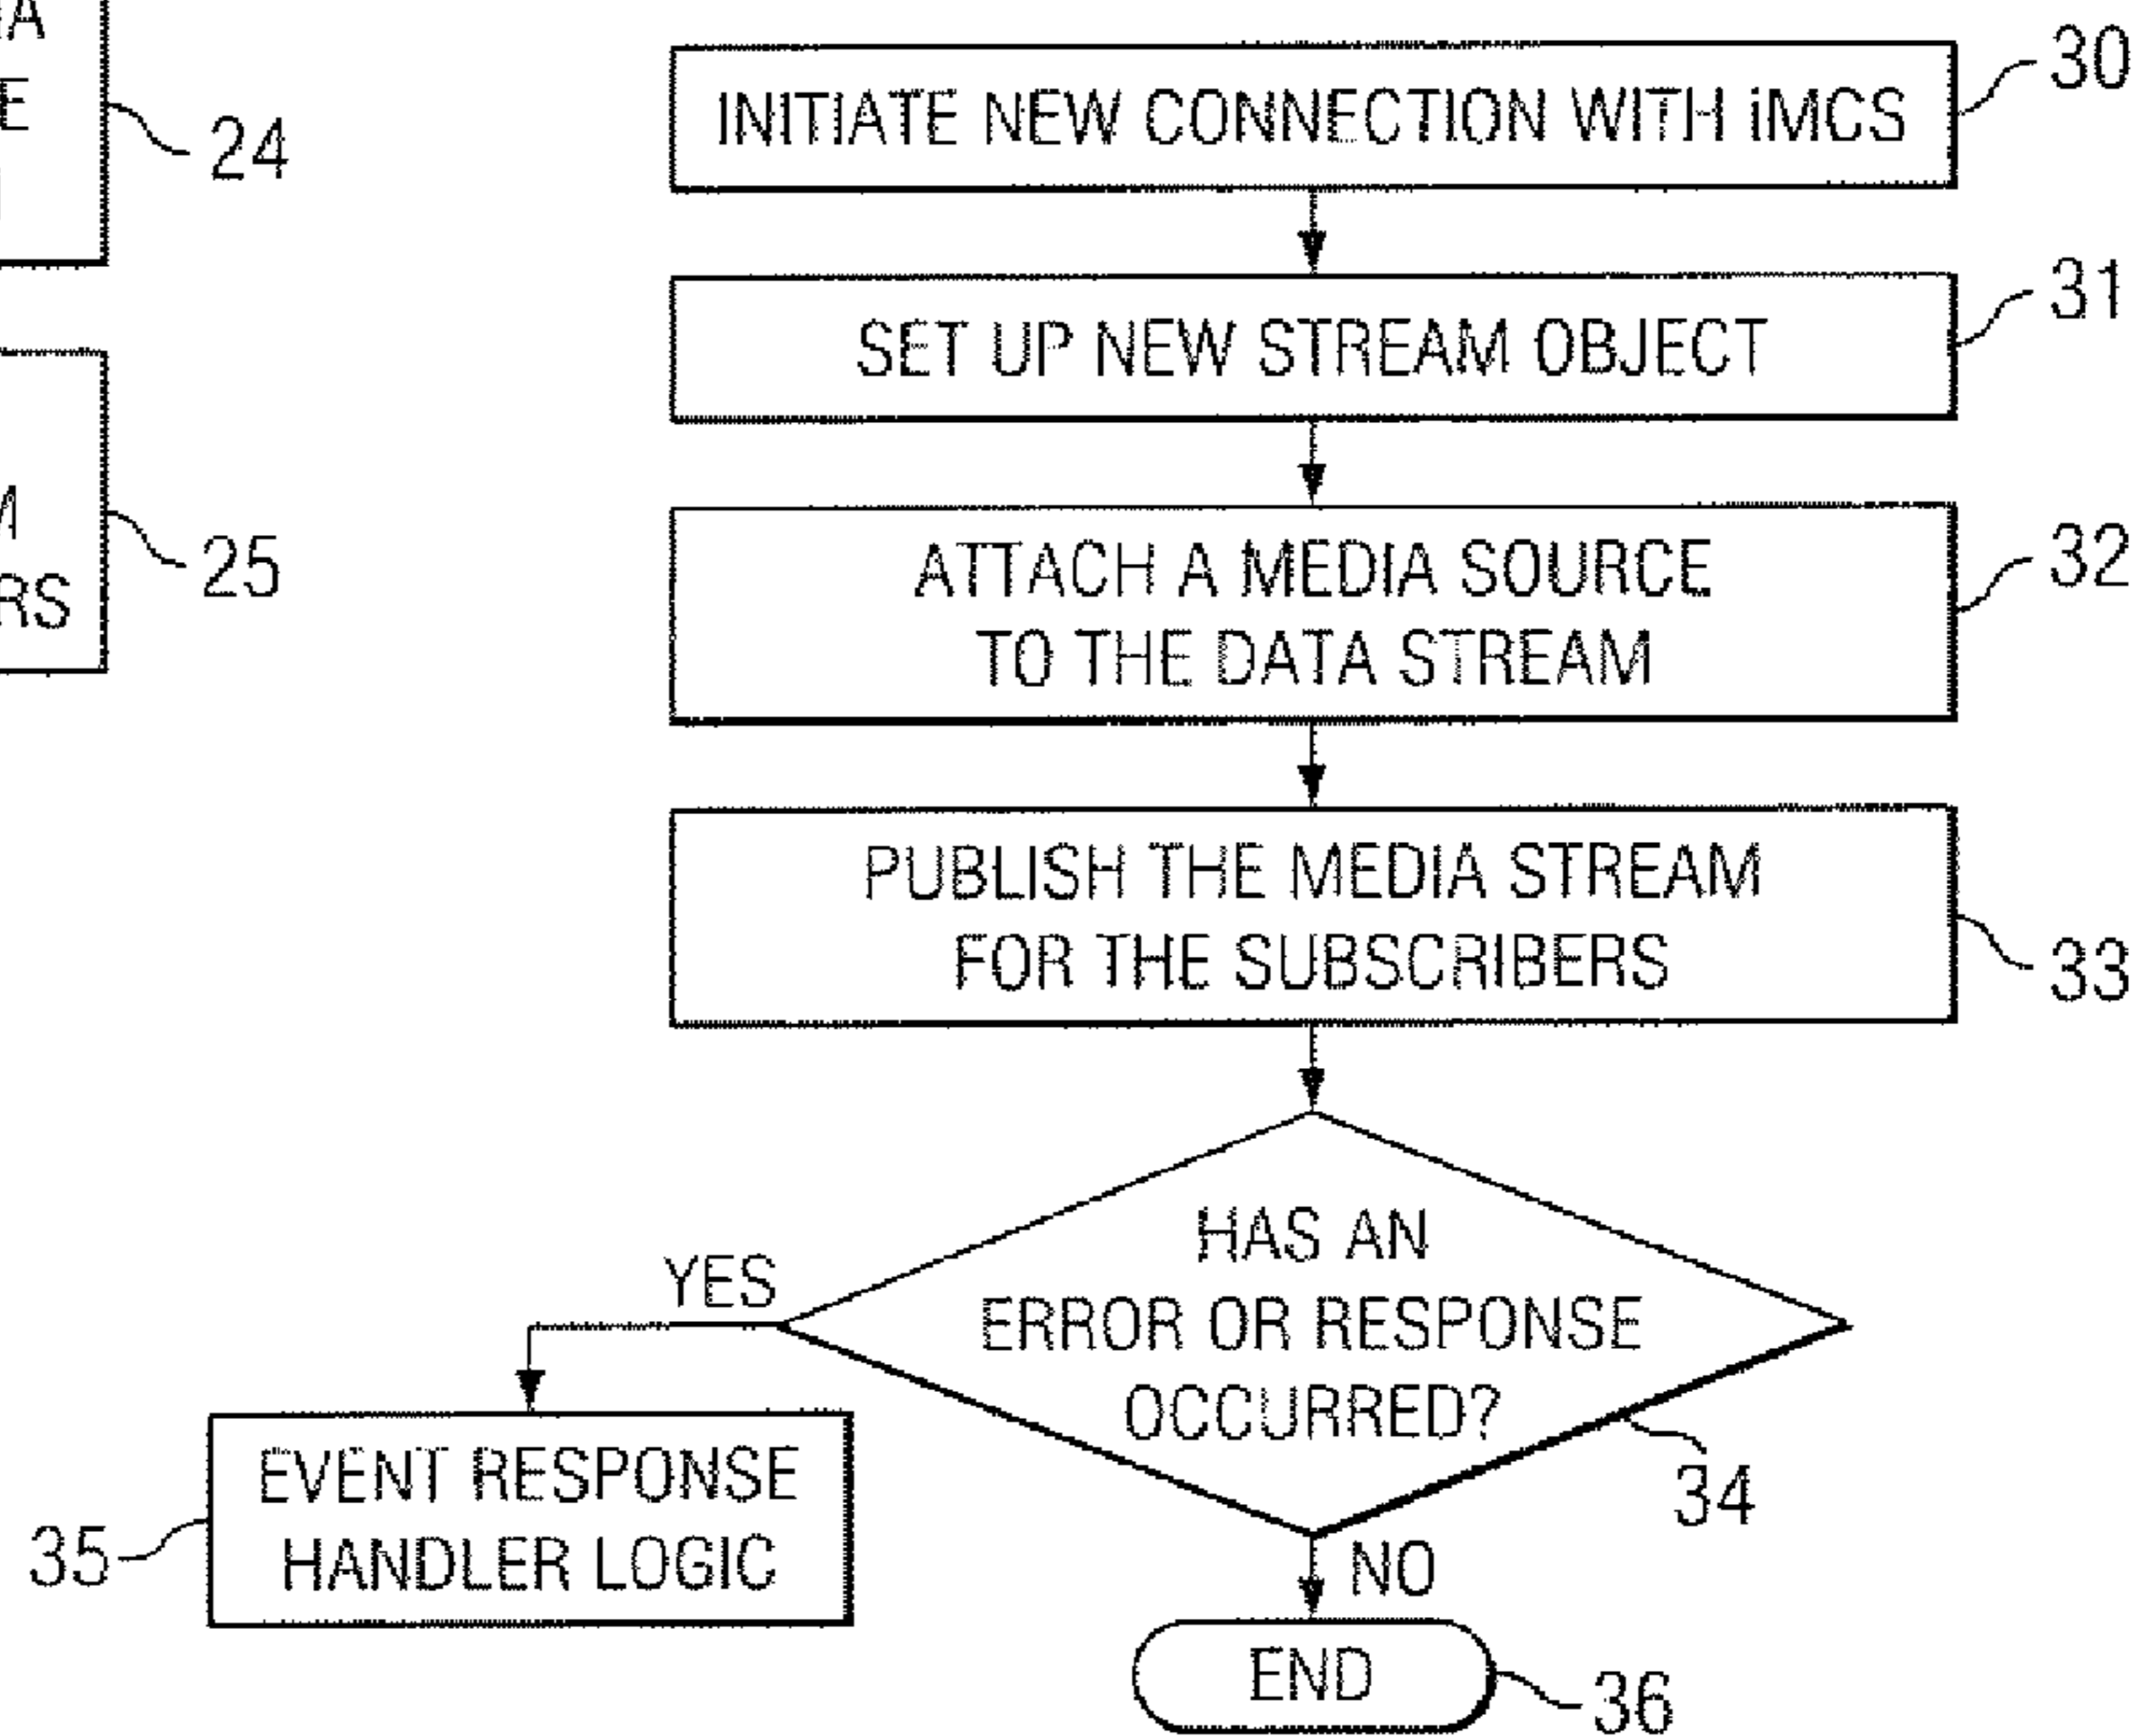 24
25
RS
INITIATE NEW CONNECTION WITH iMCS
30
SET UP NEW STREAM OBJECT
31
ATTACH A MEDIA SOURCE
TO THE DATA STREAM
32
PUBLISH THE MEDIA STREAM
FOR THE SUBSCRIBERS
33
HAS AN
ERROR OR RESPONSE
OCCURRED?
34
YES
EVENT RESPONSE
HANDLER LOGIC
35
NO
END
36